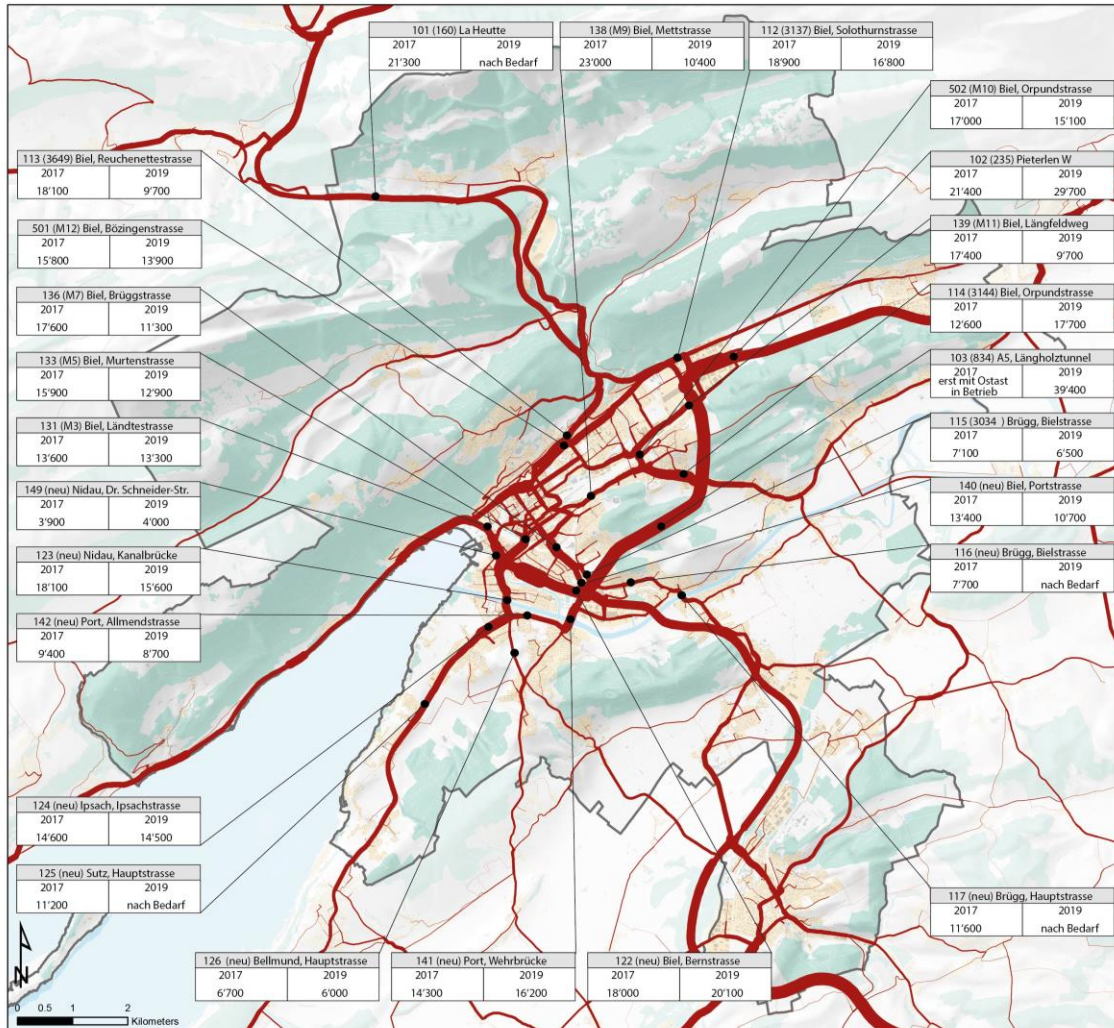 101 (160) La Heutte
2017 2019
21'300 nach Bedarf
138 (M9) Biel, Mettstrasse
2017 2019
23'000 10'400
112 (3137) Biel, Solothurnstrasse
2017 2019
18'900 16'800
502 (M10) Biel, Orpundstrasse
2017 2019
17'000 15'100
113 (3649) Biel, Reuchenettestrasse
2017 2019
18'100 9'700
102 (235) Pieterlen W
2017 2019
21'400 29'700
501 (M12) Biel, Bözingenstrasse
2017 2019
15'800 13'900
139 (M11) Biel, Längfeldweg
2017 2019
17'400 9'700
136 (M7) Biel, Brüggstrasse
2017 2019
17'600 11'300
114 (3144) Biel, Orpundstrasse
2017 2019
12'600 17'700
133 (M5) Biel, Murtenstrasse
2017 2019
15'900 12'900
103 (834) A5, Längholztunnel
2017 2019
erst mit Ostast
in Betrieb
39'400
131 (M3) Biel, Ländtestrasse
2017 2019
13'600 13'300
115 (3034 ) Brügg, Bielstrasse
2017 2019
7'100 6'500
149 (neu) Nidau, Dr. Schneider-Str.
2017 2019
3'900 4'000
140 (neu) Biel, Portstrasse
2017 2019
13'400 10'700
123 (neu) Nidau, Kanalbrücke
2017 2019
18'100 15'600
116 (neu) Brügg, Bielstrasse
2017 2019
7'700 nach Bedarf
142 (neu) Port, Allmendstrasse
2017 2019
9'400 8'700
124 (neu) Ipsach, Ipsachstrasse
2017 2019
14'600 14'500
125 (neu) Sutz, Hauptstrasse
2017 2019
11'200 nach Bedarf
117 (neu) Brügg, Hauptstrasse
2017 2019
11'600 nach Bedarf
126 (neu) Bellmund, Hauptstrasse
2017 2019
6'700 6'000
141 (neu) Port, Wehrbrücke
2017 2019
14'300 16'200
122 (neu) Biel, Bernstrasse
2017 2019
18'000 20'100
N
0 0.5 1 2
Kilometers